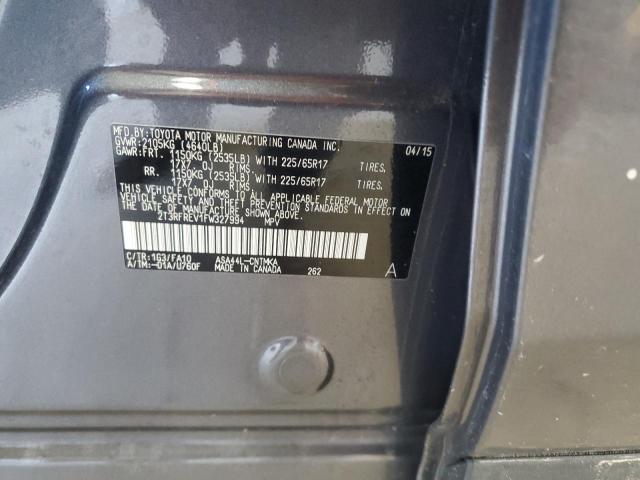 MFD.BY:TOYOTA MOTOR MANUFACTURING CANADA INC. 04/15
GVWR:2105KG (4640LB)
GAWR:FRT. 1150KG (2535LB) WITH 225/65R17 TIRES.
17X7 0J RIMS.
RR. 1150KG (2535LB) WITH 225/65R17 TIRES.
17X7 RIMS.
THIS VEHICLE CONFORMS TO ALL APPLICABLE FEDERAL MOTOR
VEHICLE SAFETY AND THEFT PREVENTION STANDARDS IN EFFECT
ON THE DATE OF MANUFACTURE SHOWN ABOVE.
2T3RFREV1FW327994 MPV
C/TR:1G3/FA10 ASA44L-CNTMKA
A/TM:-01A/U760F MADE IN CANADA 262 A